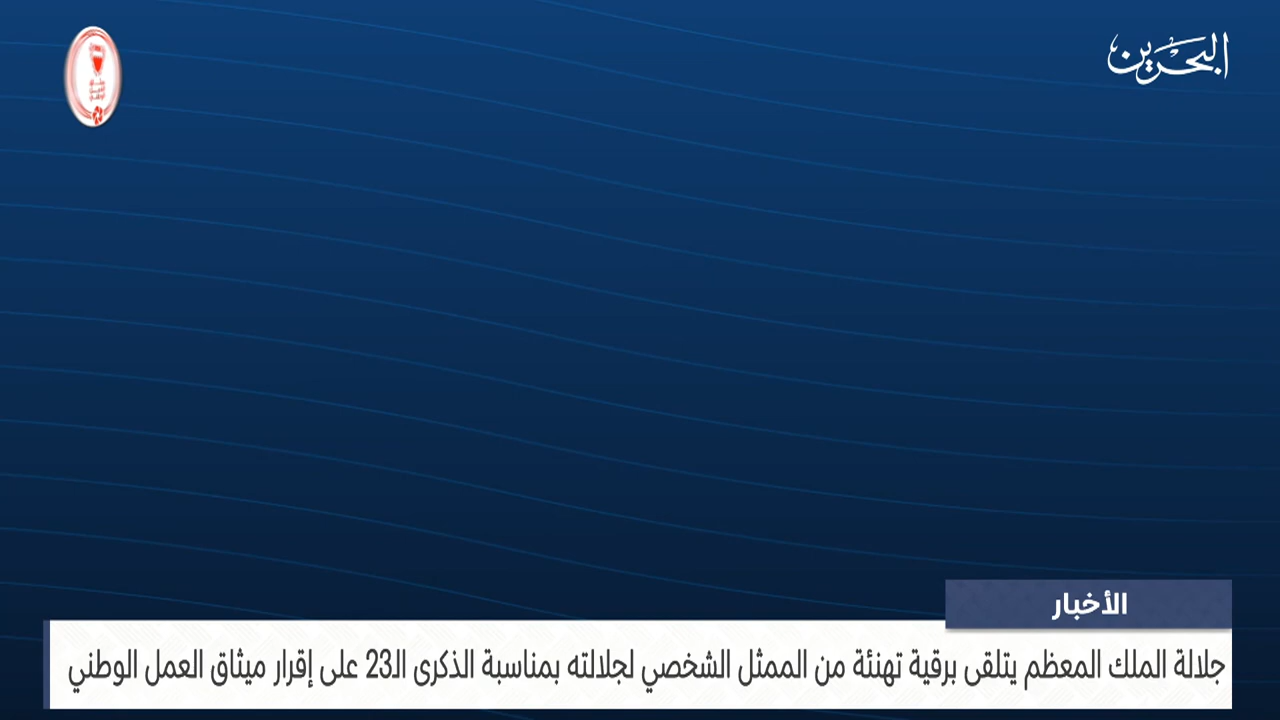 البحرين
الأخبار
جلالة الملك المعظم يتلقى برقية تهنئة من الممثل الشخصي لجلالته بمناسبة الذكرى الـ23 على إقرار ميثاق العمل الوطني